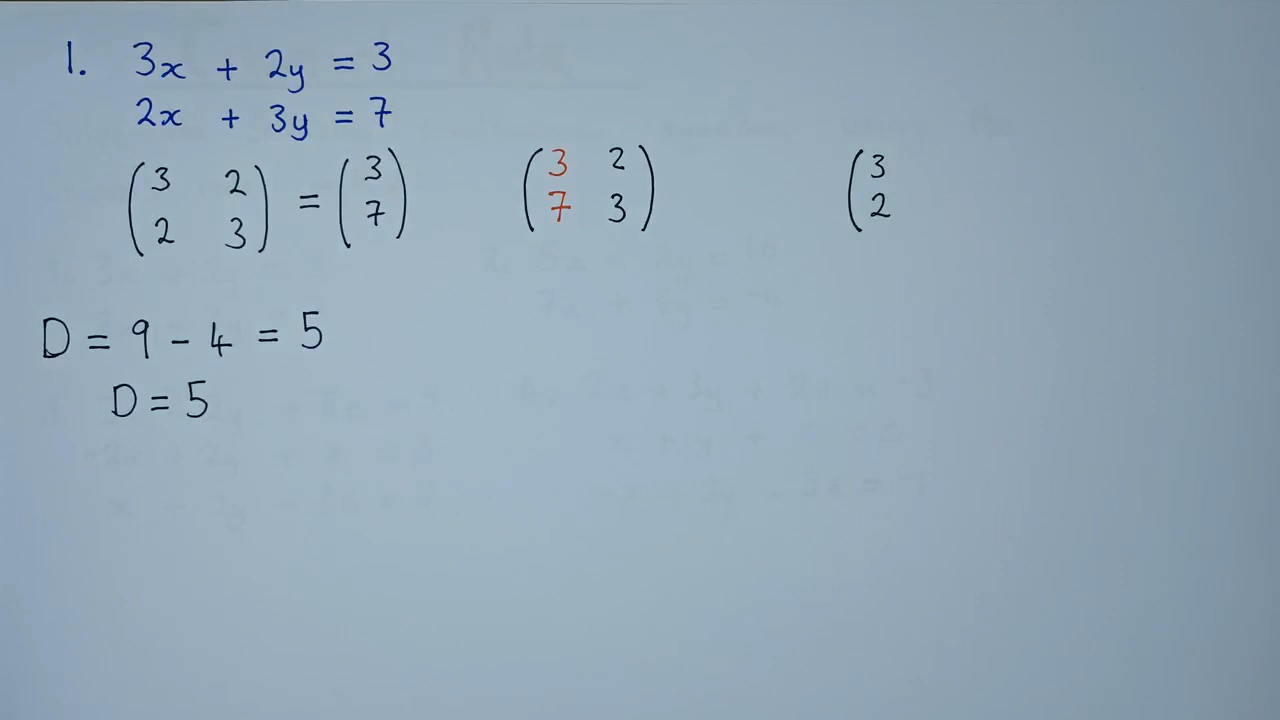 1. 3x + 2y = 3
2x + 3y = 7
(3 2) = (3) (3 2) (3
(2 3) (7) (7 3) 2
D = 9 - 4 = 5
D = 5